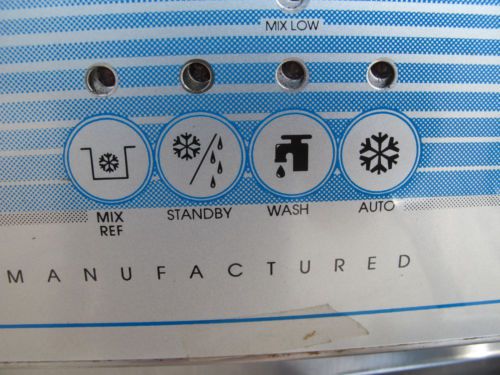 MIX LOW
MIX REF
STANDBY
WASH
AUTO
MANUFACTURED